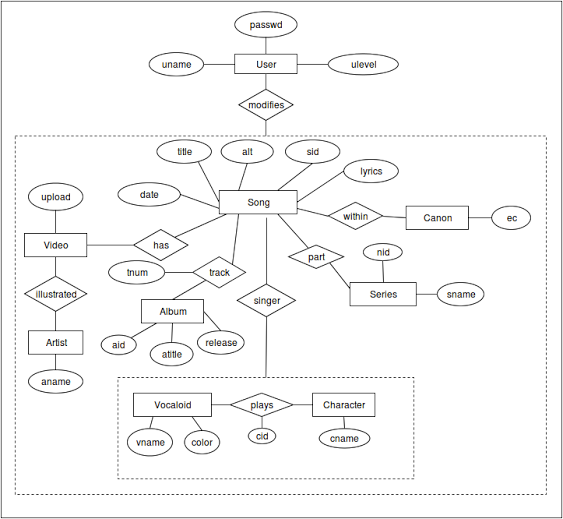 passwd
uname
User
ulevel
modifies
title
alt
sid
lyrics
date
Song
upload
within
Canon
ec
Video
has
part
nid
tnum
track
illustrated
singer
Series
sname
Album
Artist
aid
atitle
release
aname
Vocaloid
plays
Character
vname
color
cid
cname